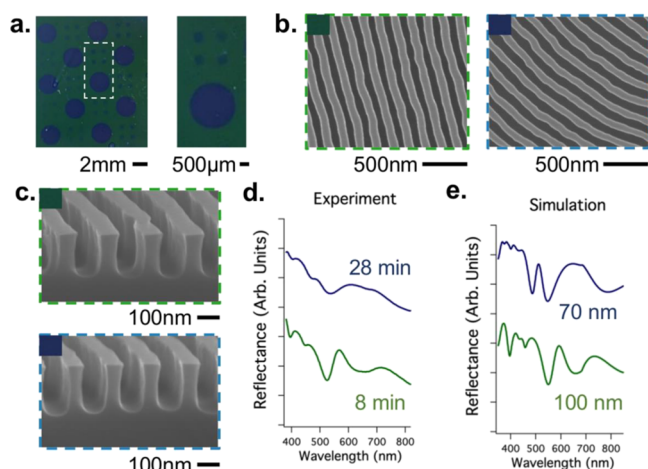 a.
2mm
500μm
b.
500nm
500nm
c.
100nm
100nm
d.
Experiment
Reflectance (Arb. Units)
28 min
8 min
400 500 600 700 800
Wavelength (nm)
e.
Simulation
Reflectance (Arb. Units)
70 nm
100 nm
400 500 600 700 800
Wavelength (nm)